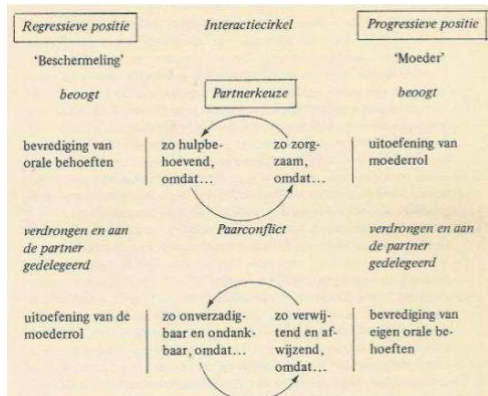 Regressieve positie
Interactiecirkel
Progressieve positie
'Beschermeling'
'Moeder'
beoogt
Partnerkeuze
beoogt
bevrediging van
orale behoeften
zo hulpbe-
hoevend,
omdat...
zo zorg-
zaam,
omdat...
uitoefening van
moederrol
verdrongen en aan
de partner
gedelegeerd
Paarconflict
verdrongen en aan
de partner
gedelegeerd
uitoefening van de
moederrol
zo onverzadig-
baar en ondank-
baar, omdat...
zo verwij-
tend en af-
wijzend,
omdat...
bevrediging van
eigen orale be-
hoeften